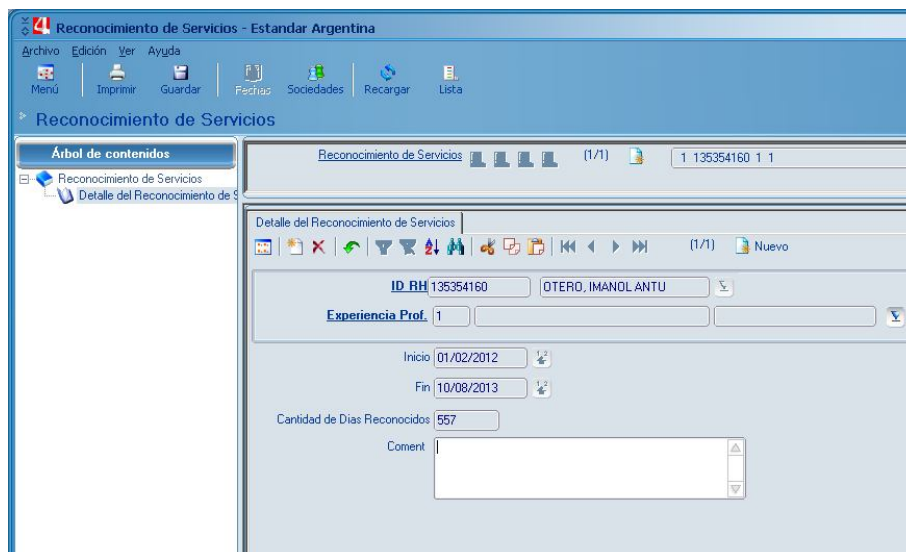 Reconocimiento de Servicios - Estandar Argentina
Archivo Edición Ver Ayuda
Menú Imprimir Guardar Fechas Sociedades Recargar Lista
Reconocimiento de Servicios
Árbol de contenidos
Reconocimiento de Servicios
Detalle del Reconocimiento de S
Reconocimiento de Servicios (1/1) 1 135354160 1 1
Detalle del Reconocimiento de Servicios
(1/1) Nuevo
ID RH 135354160 OTERO, IMANOL ANTU
Experiencia Prof. 1
Inicio 01/02/2012
Fin 10/08/2013
Cantidad de Dias Reconocidos 557
Coment